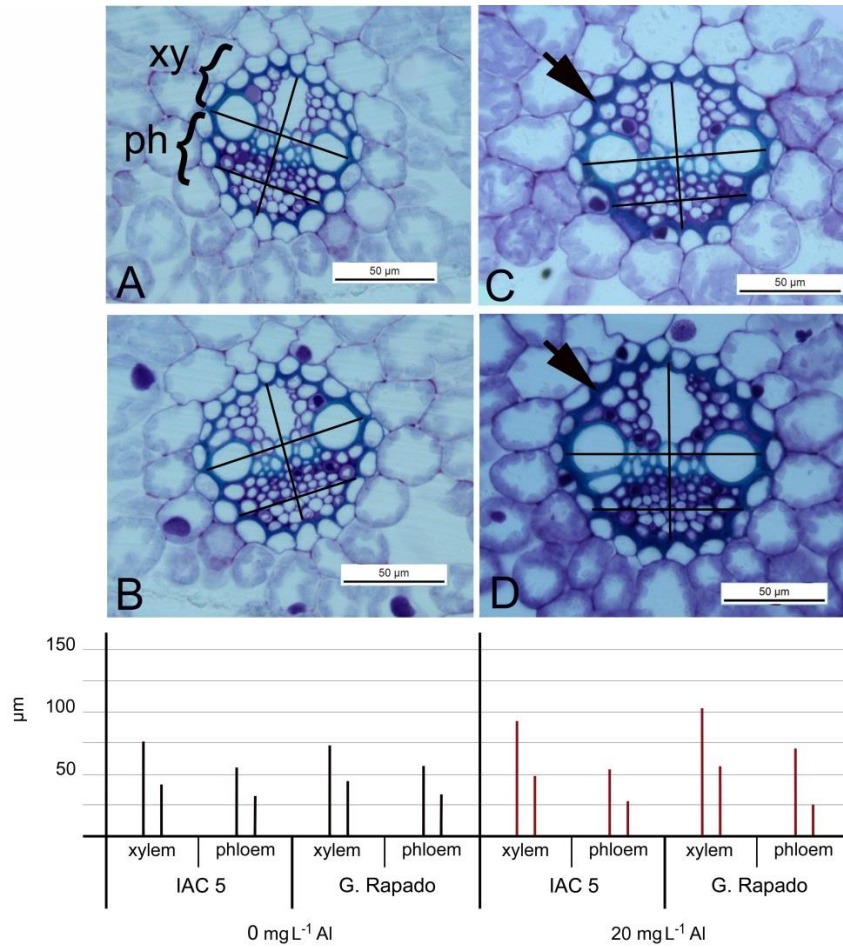 xy
ph
50 µm
A
50 µm
C
50 µm
B
50 µm
D
150
µm
100
50
xylem phloem xylem phloem xylem phloem xylem phloem
IAC 5 G. Rapado IAC 5 G. Rapado
0 mg L⁻¹ Al 20 mg L⁻¹ Al